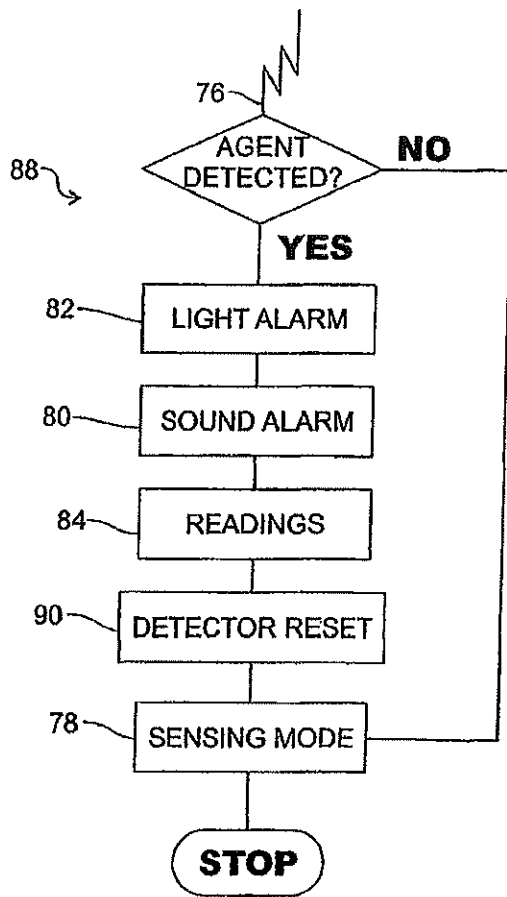 76
AGENT
DETECTED?
NO
88
YES
82
LIGHT ALARM
80
SOUND ALARM
84
READINGS
90
DETECTOR RESET
78
SENSING MODE
STOP